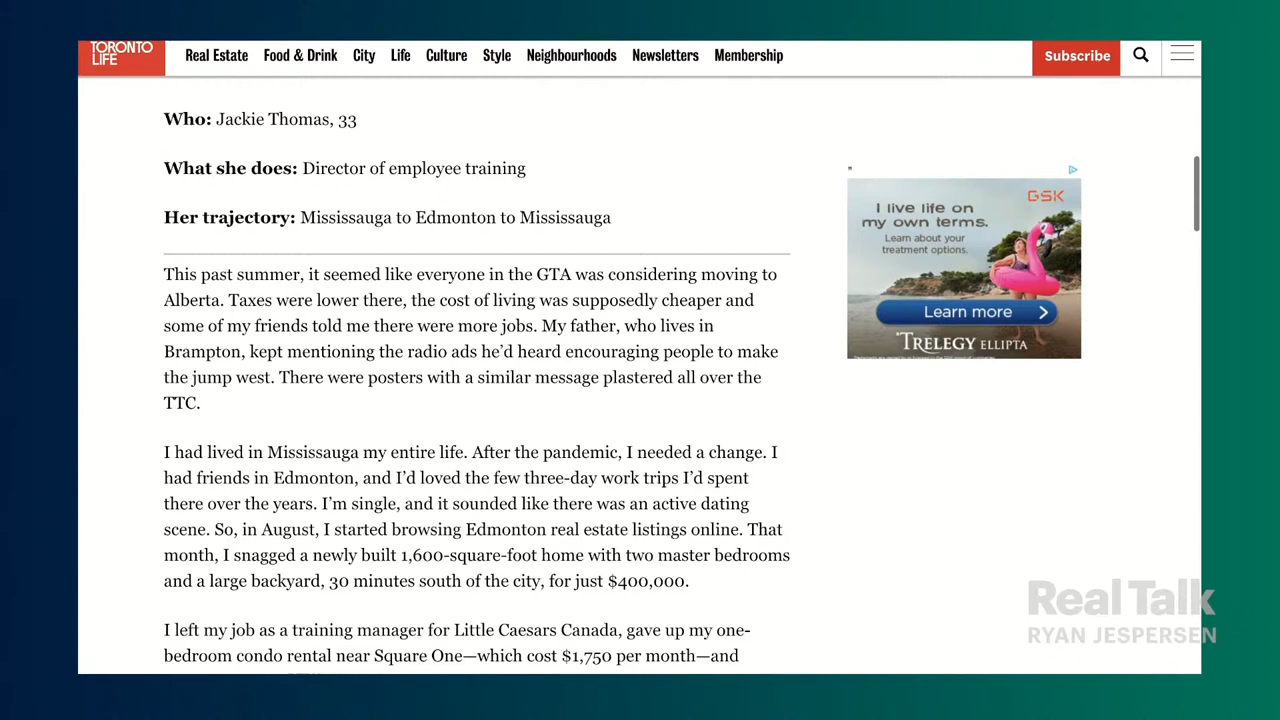 TORONTO
LIFE
Real Estate Food & Drink City Life Culture Style Neighbourhoods Newsletters Membership
Subscribe
Who: Jackie Thomas, 33
What she does: Director of employee training
Her trajectory: Mississauga to Edmonton to Mississauga
This past summer, it seemed like everyone in the GTA was considering moving to
Alberta. Taxes were lower there, the cost of living was supposedly cheaper and
some of my friends told me there were more jobs. My father, who lives in
Brampton, kept mentioning the radio ads he’d heard encouraging people to make
the jump west. There were posters with a similar message plastered all over the
TTC.
I had lived in Mississauga my entire life. After the pandemic, I needed a change. I
had friends in Edmonton, and I’d loved the few three-day work trips I’d spent
there over the years. I’m single, and it sounded like there was an active dating
scene. So, in August, I started browsing Edmonton real estate listings online. That
month, I snagged a newly built 1,600-square-foot home with two master bedrooms
and a large backyard, 30 minutes south of the city, for just $400,000.
I left my job as a training manager for Little Caesars Canada, gave up my one-
bedroom condo rental near Square One—which cost $1,750 per month—and
GSK
I live life on
my own terms.
Learn about your
treatment options.
Learn more
TRELEGY ELLIPTA
Real Talk
RYAN JESPERSEN